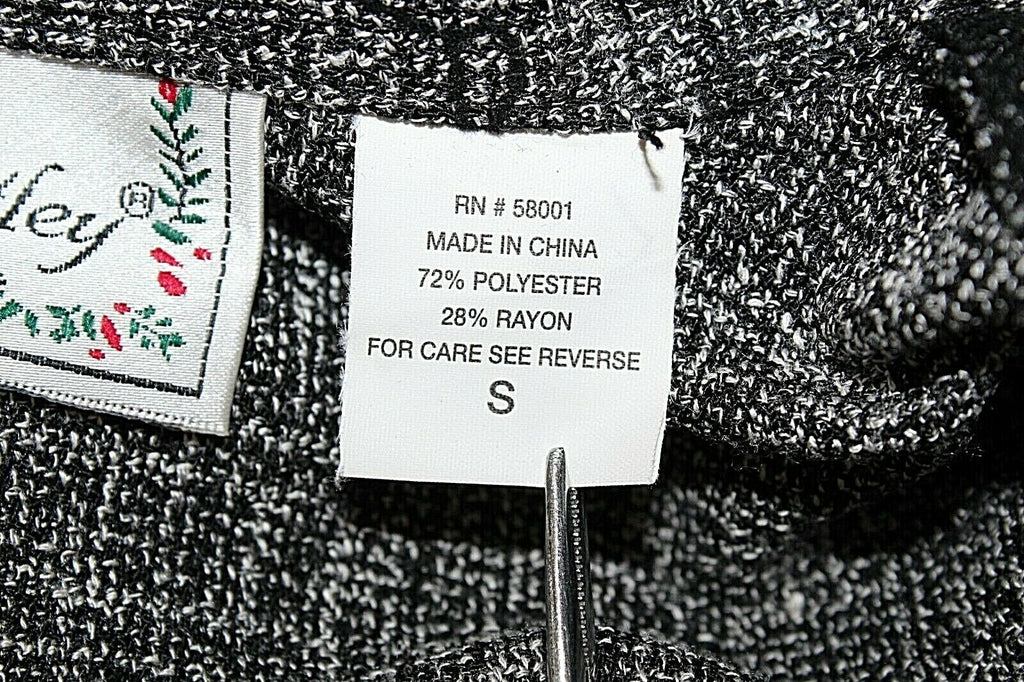 RN # 58001
MADE IN CHINA
72% POLYESTER
28% RAYON
FOR CARE SEE REVERSE
S